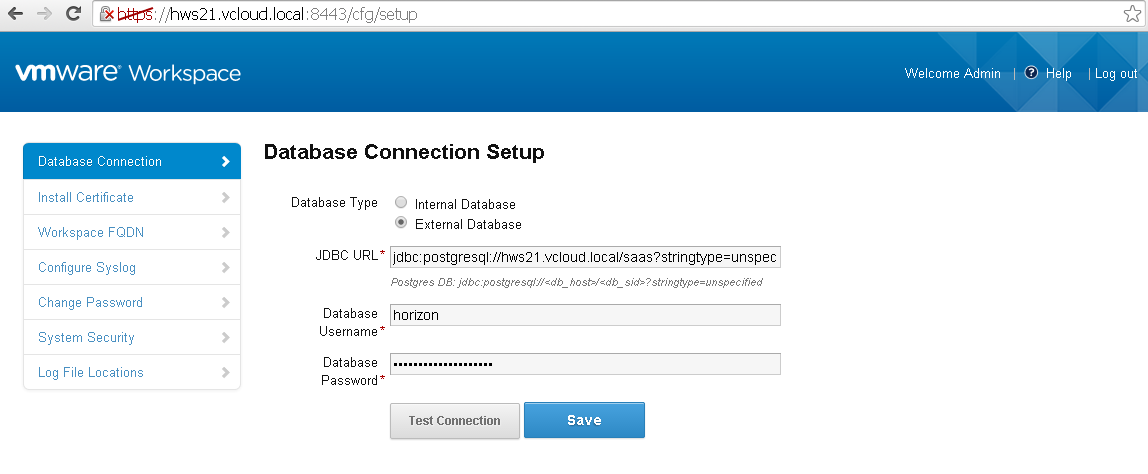 https://hws21.vcloud.local:8443/cfg/setup
vmware® Workspace
Welcome Admin | ? Help | Log out
Database Connection
Install Certificate
Workspace FQDN
Configure Syslog
Change Password
System Security
Log File Locations
Database Connection Setup
Database Type
Internal Database
External Database
JDBC URL*
jdbc:postgresql://hws21.vcloud.local/saas?stringtype=unspec
Postgres DB: jdbc:postgresql://<db_host>/<db_sid>?stringtype=unspecified
Database
Username*
horizon
Database
Password*
Test Connection
Save